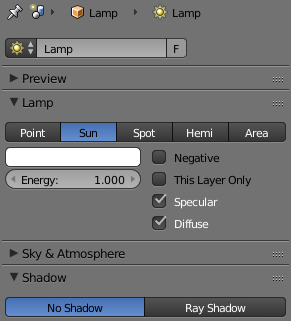 Lamp Lamp
Lamp F
Preview
Lamp
Point Sun Spot Hemi Area
Negative
Energy: 1.000 This Layer Only
Specular
Diffuse
Sky & Atmosphere
Shadow
No Shadow Ray Shadow